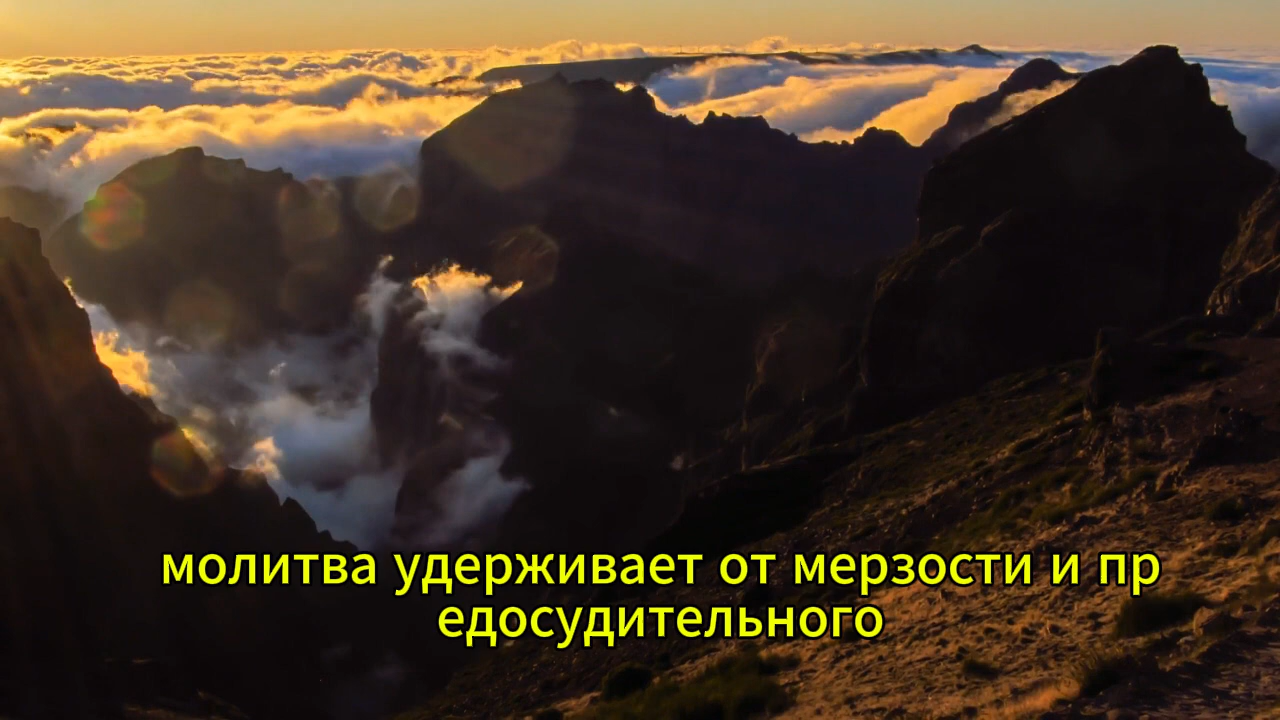 молитва удерживает от мерзости и пр
едосудительного